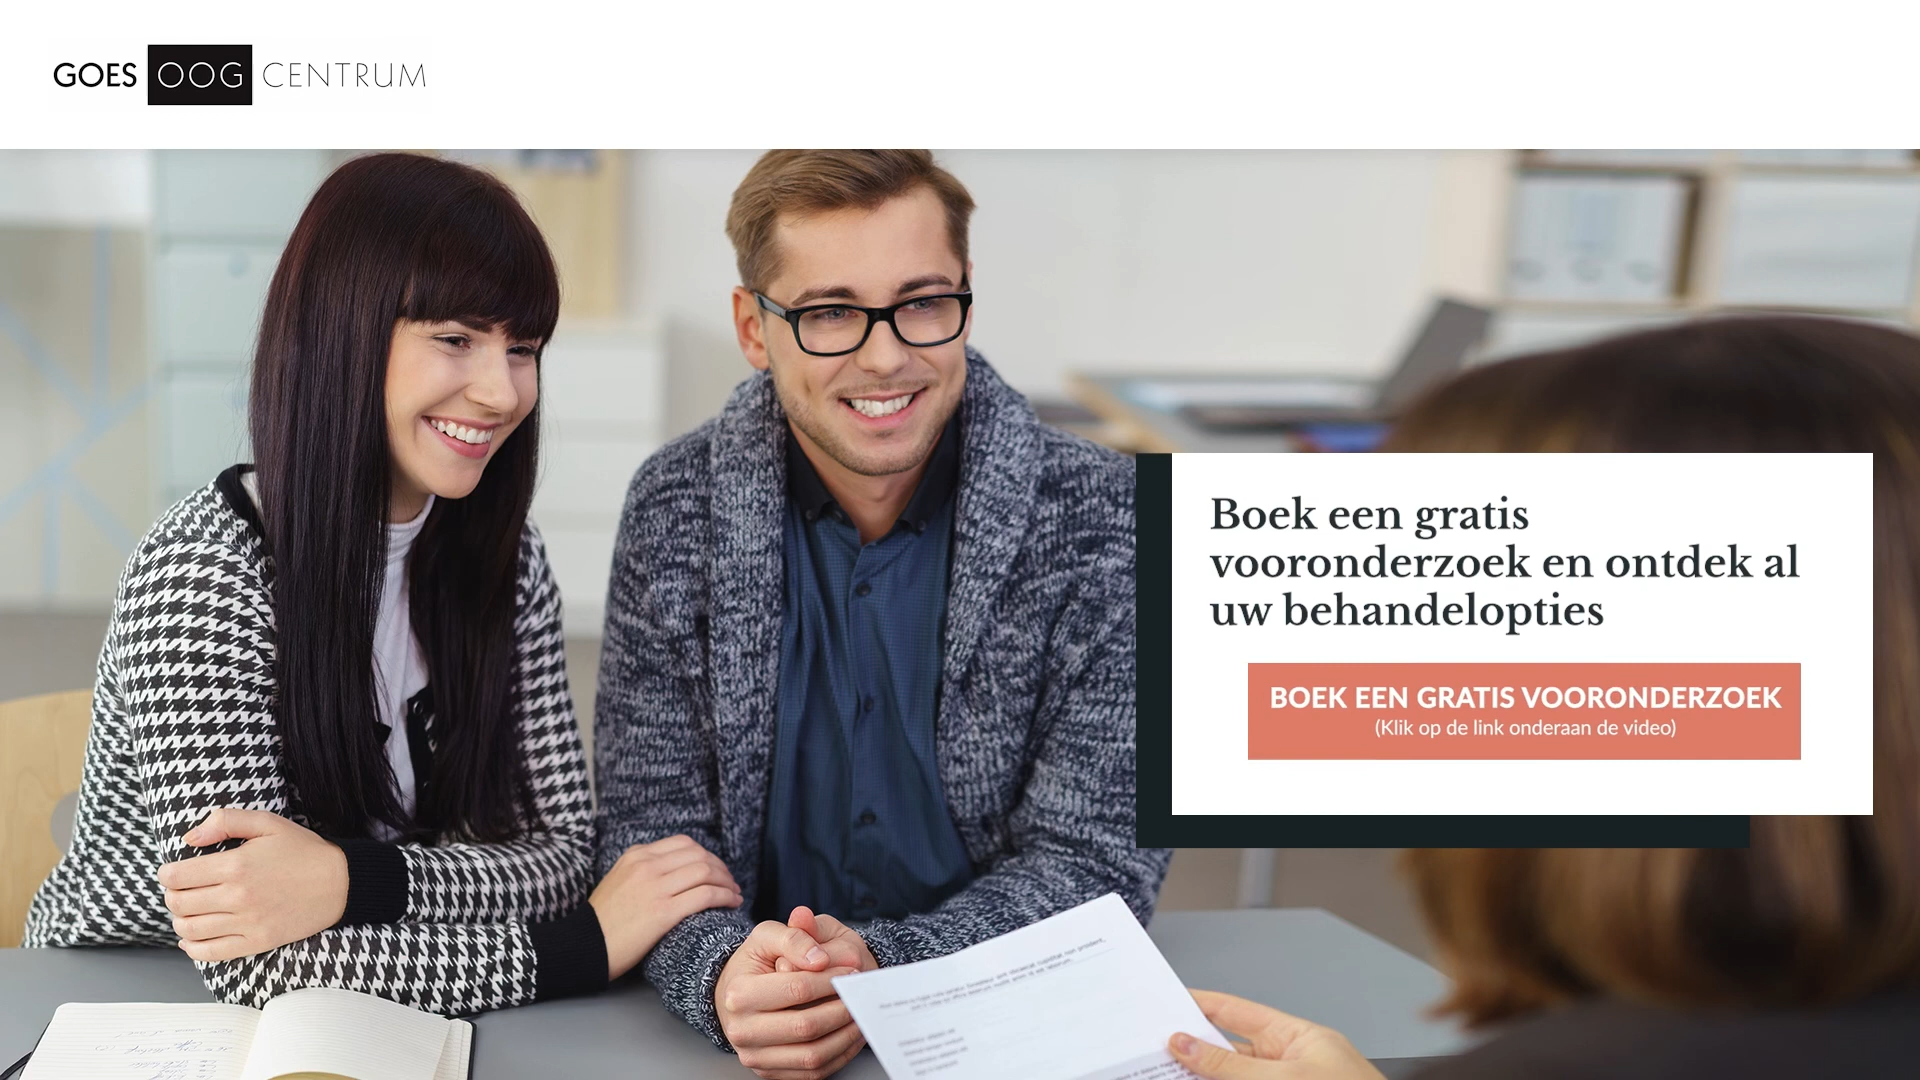 GOES OOG CENTRUM
Boek een gratis
vooronderzoek en ontdek al
uw behandelopties
BOEK EEN GRATIS VOORONDERZOEK
(Klik op de link onderaan de video)